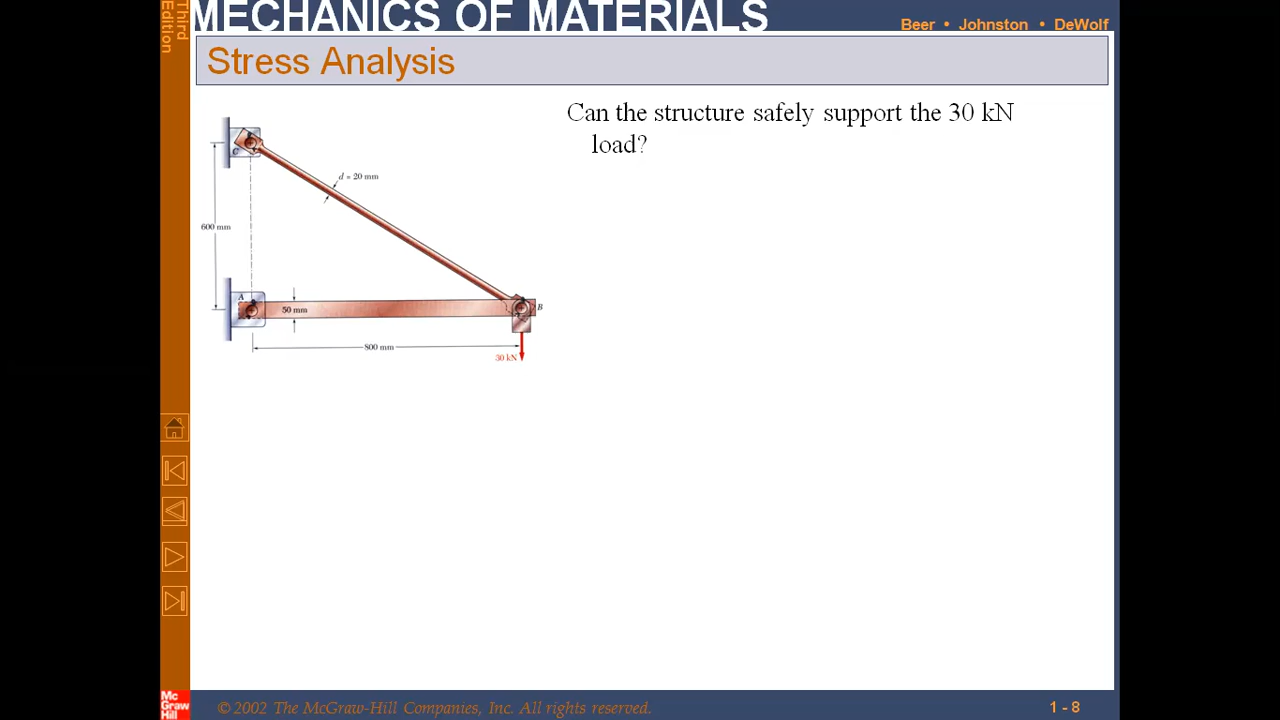 Third
Edition
MECHANICS OF MATERIALS
Beer • Johnston • DeWolf
Stress Analysis
Can the structure safely support the 30 kN
load?
C
d = 20 mm
600 mm
A
50 mm
B
800 mm
30 kN
Mc
Graw
Hill
© 2002 The McGraw-Hill Companies, Inc. All rights reserved.
1 - 8